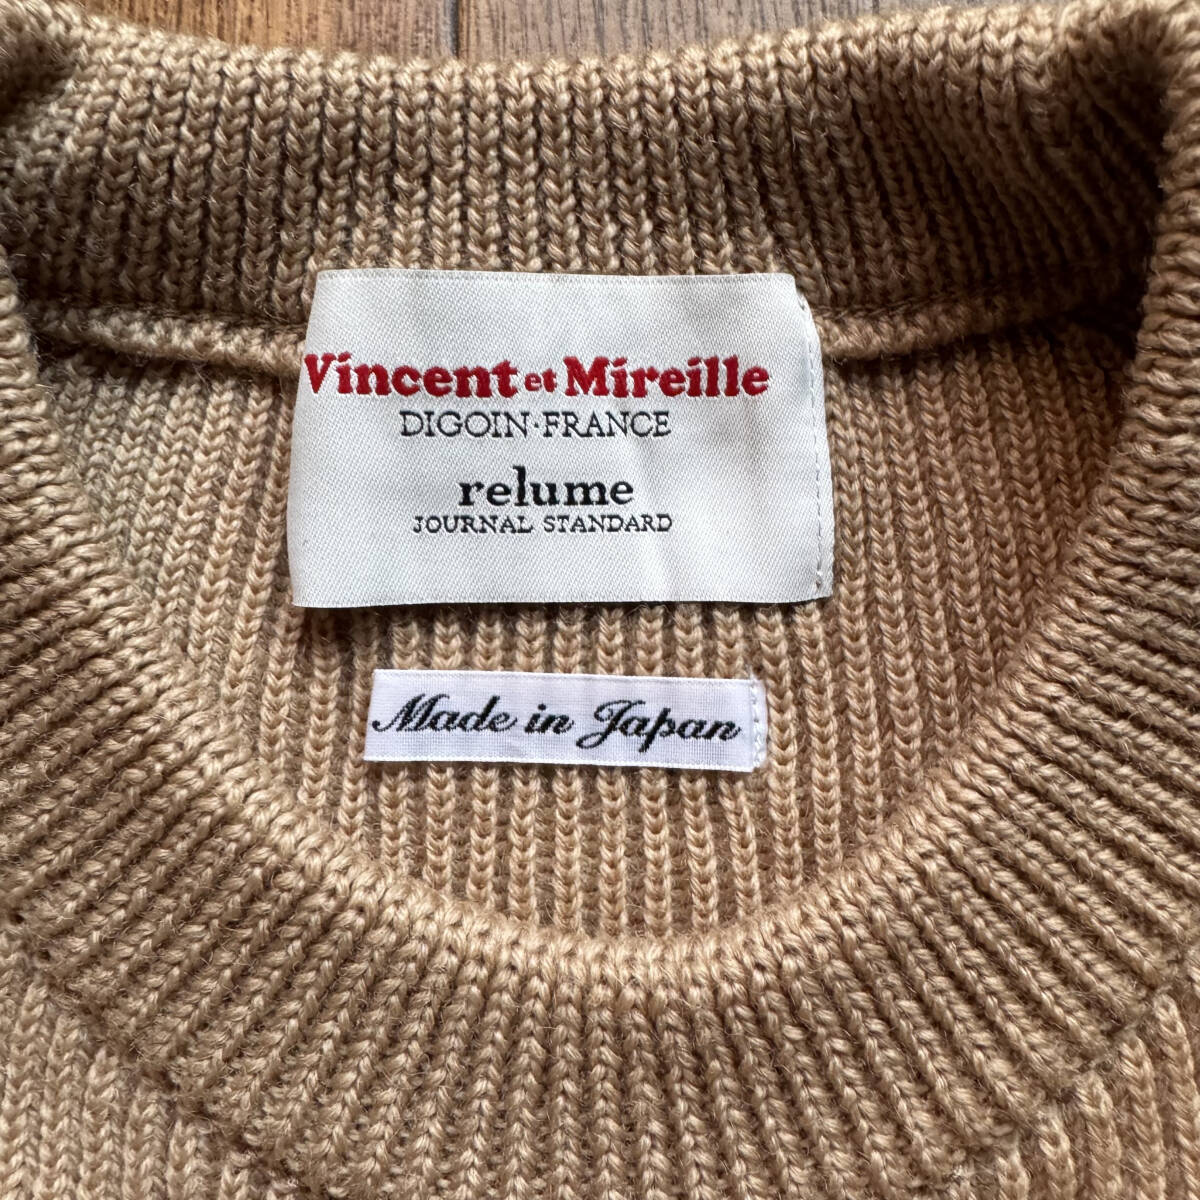 Vincent et Mireille
DIGOIN·FRANCE
relume
JOURNAL STANDARD
Made in Japan